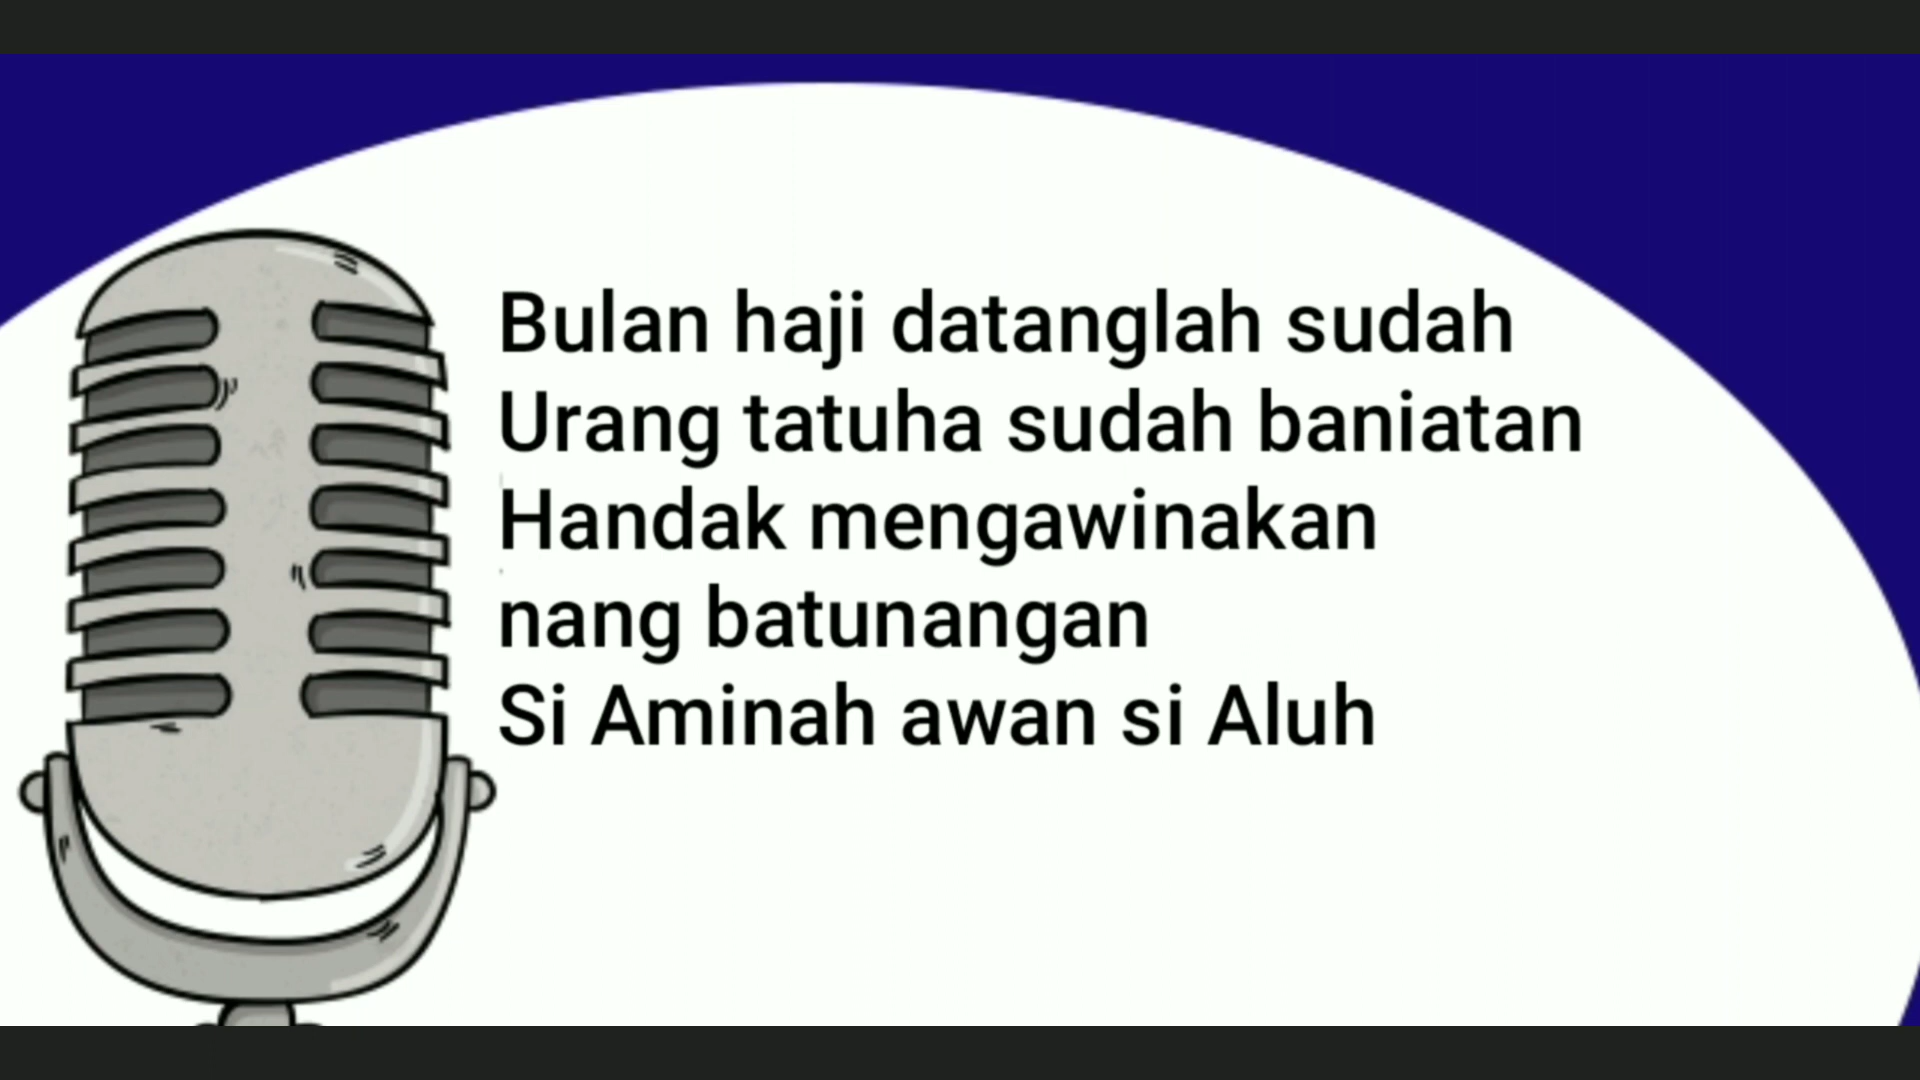 Bulan haji datanglah sudah
Urang tatuha sudah baniatan
Handak mengawinakan
nang batunangan
Si Aminah awan si Aluh